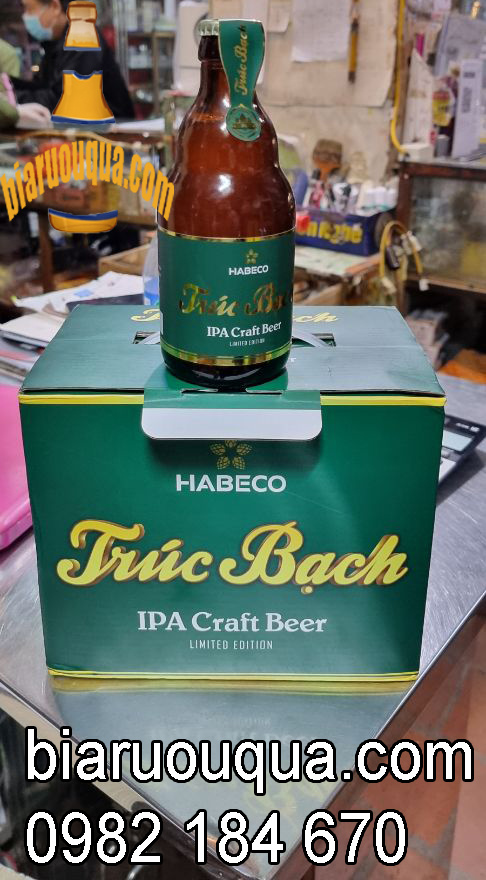 Trúc Bạch
biaruouqua.com
HABECO
Trúc Bạc
IPA Craft Beer
LIMITED EDITION
HABECO
Trúc Bạch
IPA Craft Beer
LIMITED EDITION
biaruouqua.com
0982 184 670